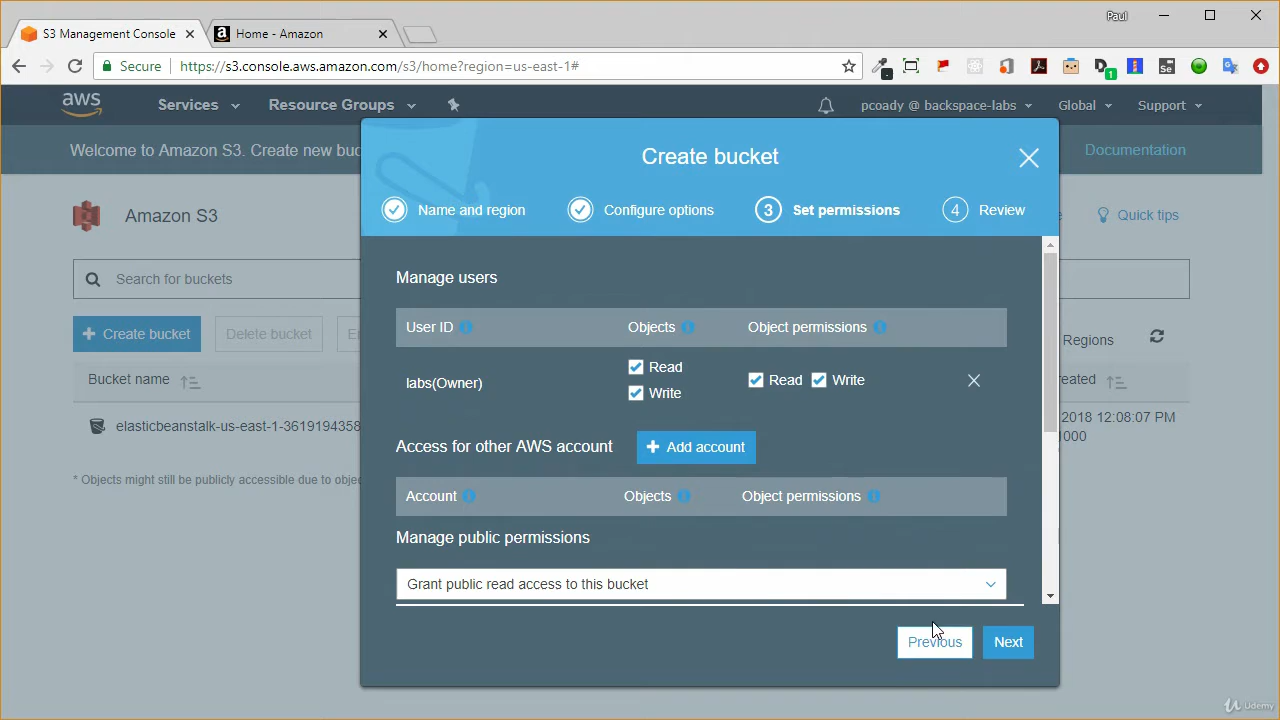 Paul
S3 Management Console
Home - Amazon
Secure
https://s3.console.aws.amazon.com/s3/home?region=us-east-1#
aws
Services
Resource Groups
pcoady @ backspace-labs
Global
Support
Welcome to Amazon S3. Create new buc
Documentation
Create bucket
Name and region
Configure options
3 Set permissions
4 Review
Amazon S3
Quick tips
Search for buckets
Create bucket
Delete bucket
Regions
Bucket name
eated
elasticbeanstalk-us-east-1-3619194358
2018 12:08:07 PM
1000
* Objects might still be publicly accessible due to objec
Manage users
User ID
Objects
Object permissions
labs(Owner)
Read
Write
Read
Write
Access for other AWS account
Add account
Account
Objects
Object permissions
Manage public permissions
Grant public read access to this bucket
Previous
Next
Udemy